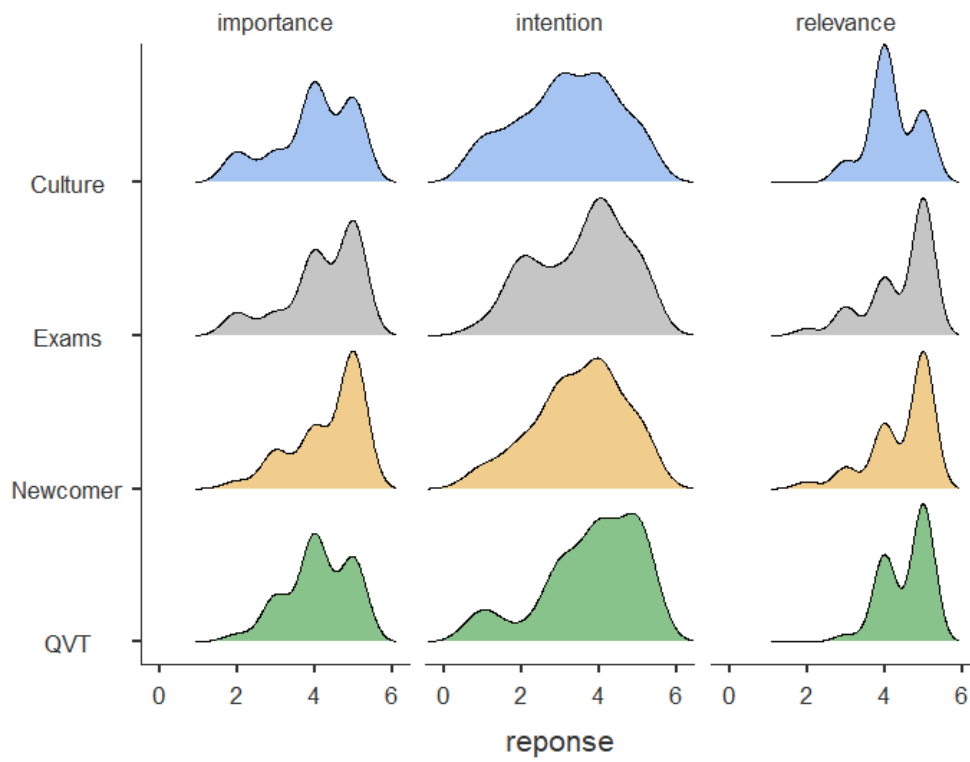 importance intention relevance
Culture
Exams
Newcomer
QVT
0 2 4 6 0 2 4 6 0 2 4 6
reponse